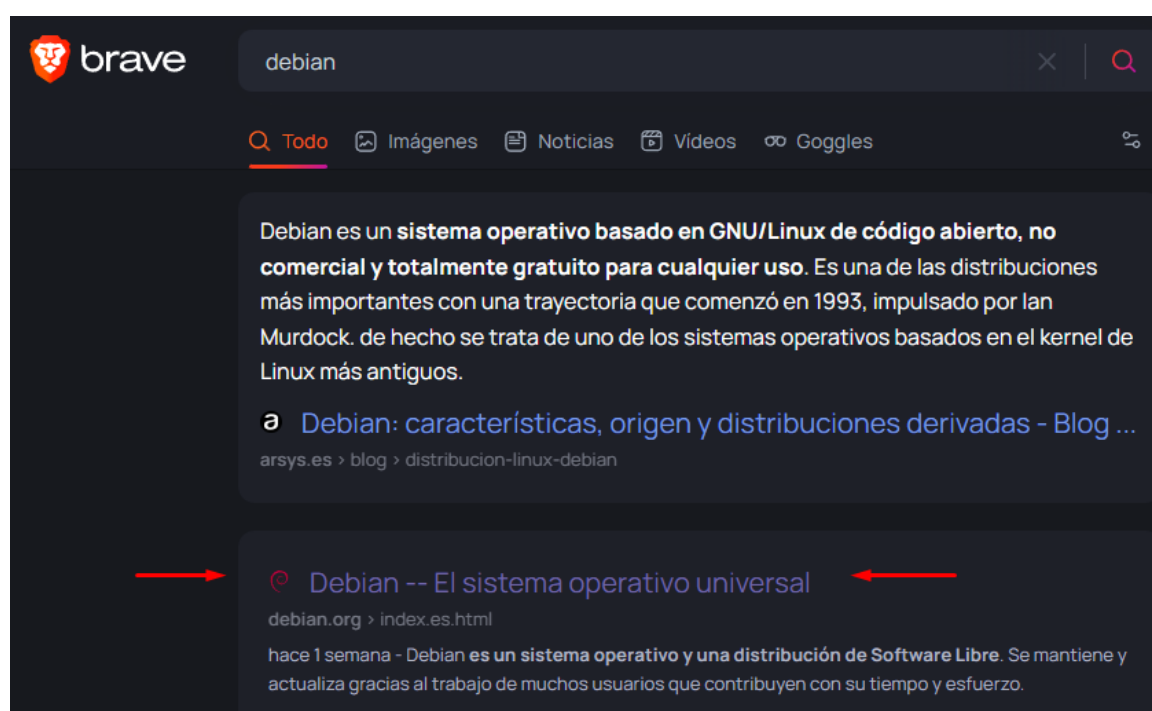 brave
debian
Todo
Imágenes
Noticias
Vídeos
Goggles
Debian es un sistema operativo basado en GNU/Linux de código abierto, no
comercial y totalmente gratuito para cualquier uso. Es una de las distribuciones
más importantes con una trayectoria que comenzó en 1993, impulsado por Ian
Murdock. de hecho se trata de uno de los sistemas operativos basados en el kernel de
Linux más antiguos.
a Debian: características, origen y distribuciones derivadas - Blog ...
arsys.es › blog › distribucion-linux-debian
Debian -- El sistema operativo universal
debian.org › index.es.html
hace 1 semana - Debian es un sistema operativo y una distribución de Software Libre. Se mantiene y
actualiza gracias al trabajo de muchos usuarios que contribuyen con su tiempo y esfuerzo.